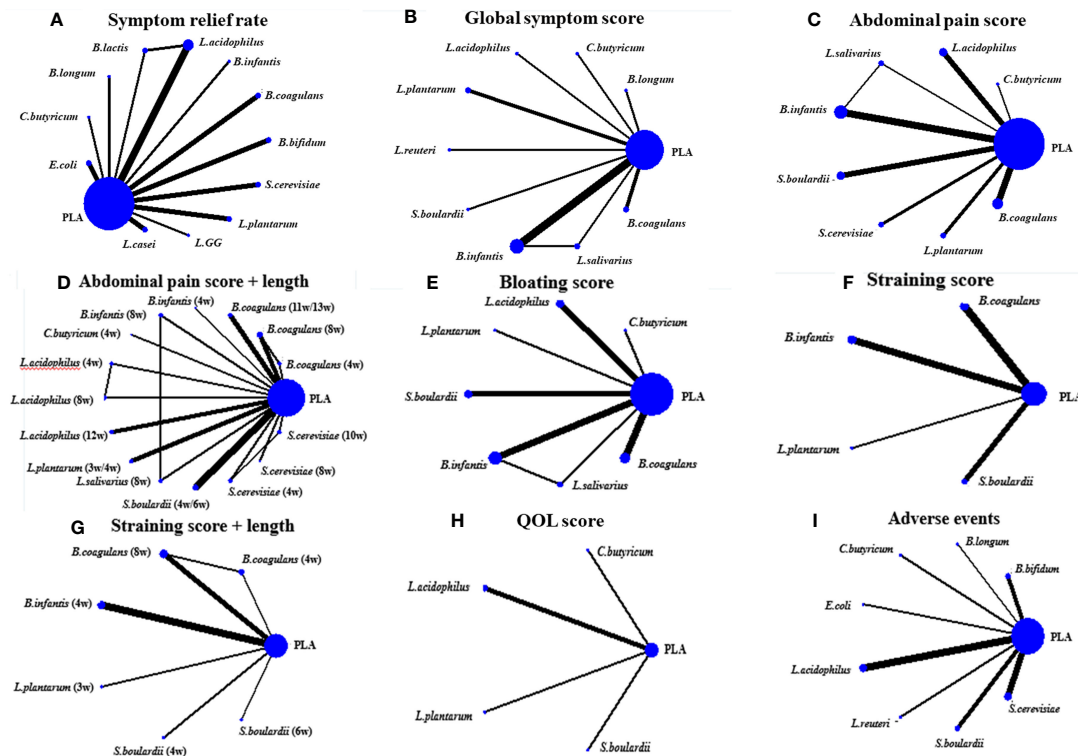 A
Symptom relief rate
B.lactis
L.acidophilus
B.longum
B.infantis
C.butyricum
B.coagulans
E.coli
B.bifidum
S.cerevisiae
PLA
L.plantarum
L.casei
L.GG
B
Global symptom score
L.acidophilus
C.butyricum
L.plantarum
B.longum
L.reuteri
PLA
S.boulardii
B.coagulans
B.infantis
L.salivarius
C
Abdominal pain score
L.salivarius
L.acidophilus
B.infantis
C.butyricum
PLA
S.boulardii -
S.cerevisiae
B.coagulans
L.plantarum
D
Abdominal pain score + length
B.infantis (4w)
B.infantis (8w)
B.coagulans (11w/13w)
C.butyricum (4w)
B.coagulans (8w)
L.acidophilus (4w)
B.coagulans (4w)
L.acidophilus (8w)
PLA
L.acidophilus (12w)
S.cerevisiae (10w)
L.plantarum (3w/4w)
S.cerevisiae (8w)
L.salivarius (8w)
S.cerevisiae (4w)
S.boulardii (4w/6w)
E
Bloating score
L.acidophilus
C.butyricum
L.plantarum
S.boulardii
PLA
B.infantis
B.coagulans
L.salivarius
F
Straining score
B.coagulans
B.infantis
PLA
L.plantarum
S.boulardii
G
Straining score + length
B.coagulans (8w)
B.coagulans (4w)
B.infantis (4w)
PLA
L.plantarum (3w)
S.boulardii (6w)
S.boulardii (4w)
H
QOL score
C.butyricum
L.acidophilus
PLA
L.plantarum
S.boulardii
I
Adverse events
B.longum
C.butyricum
B.bifidum
E.coli
PLA
L.acidophilus
S.cerevisiae
L.reuteri -
S.boulardii